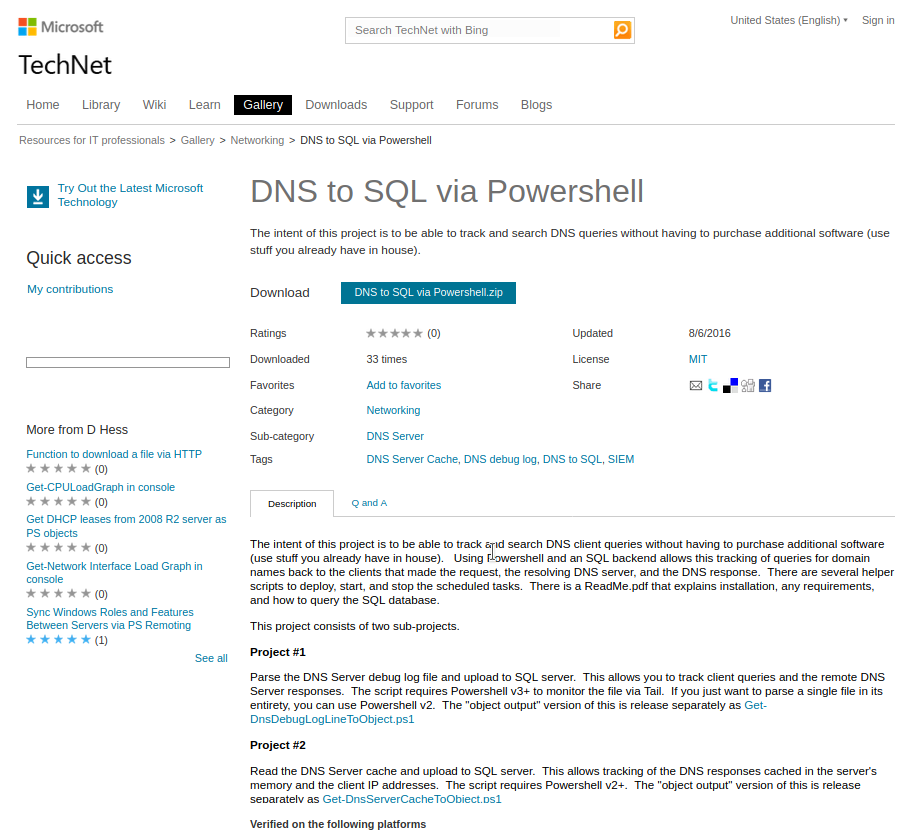 Microsoft
Search TechNet with Bing
United States (English)
Sign in
TechNet
Home Library Wiki Learn Gallery Downloads Support Forums Blogs
Resources for IT professionals > Gallery > Networking > DNS to SQL via Powershell
Try Out the Latest Microsoft
Technology
Quick access
My contributions
More from D Hess
Function to download a file via HTTP
(0)
Get-CPULoadGraph in console
(0)
Get DHCP leases from 2008 R2 server as
PS objects
(0)
Get-Network Interface Load Graph in
console
(0)
Sync Windows Roles and Features
Between Servers via PS Remoting
(1)
See all
DNS to SQL via Powershell
The intent of this project is to be able to track and search DNS queries without having to purchase additional software (use
stuff you already have in house).
Download DNS to SQL via Powershell.zip
Ratings (0) Updated 8/6/2016
Downloaded 33 times License MIT
Favorites Add to favorites Share
Category Networking
Sub-category DNS Server
Tags DNS Server Cache, DNS debug log, DNS to SQL, SIEM
Description Q and A
The intent of this project is to be able to track and search DNS client queries without having to purchase additional software
(use stuff you already have in house). Using Powershell and an SQL backend allows this tracking of queries for domain
names back to the clients that made the request, the resolving DNS server, and the DNS response. There are several helper
scripts to deploy, start, and stop the scheduled tasks. There is a ReadMe.pdf that explains installation, any requirements,
and how to query the SQL database.
This project consists of two sub-projects.
Project #1
Parse the DNS Server debug log file and upload to SQL server. This allows you to track client queries and the remote DNS
Server responses. The script requires Powershell v3+ to monitor the file via Tail. If you just want to parse a single file in its
entirety, you can use Powershell v2. The "object output" version of this is release separately as Get-
DnsDebugLogLineToObject.ps1
Project #2
Read the DNS Server cache and upload to SQL server. This allows tracking of the DNS responses cached in the server's
memory and the client IP addresses. The script requires Powershell v2+. The "object output" version of this is release
separately as Get-DnsServerCacheToObject.ps1
Verified on the following platforms